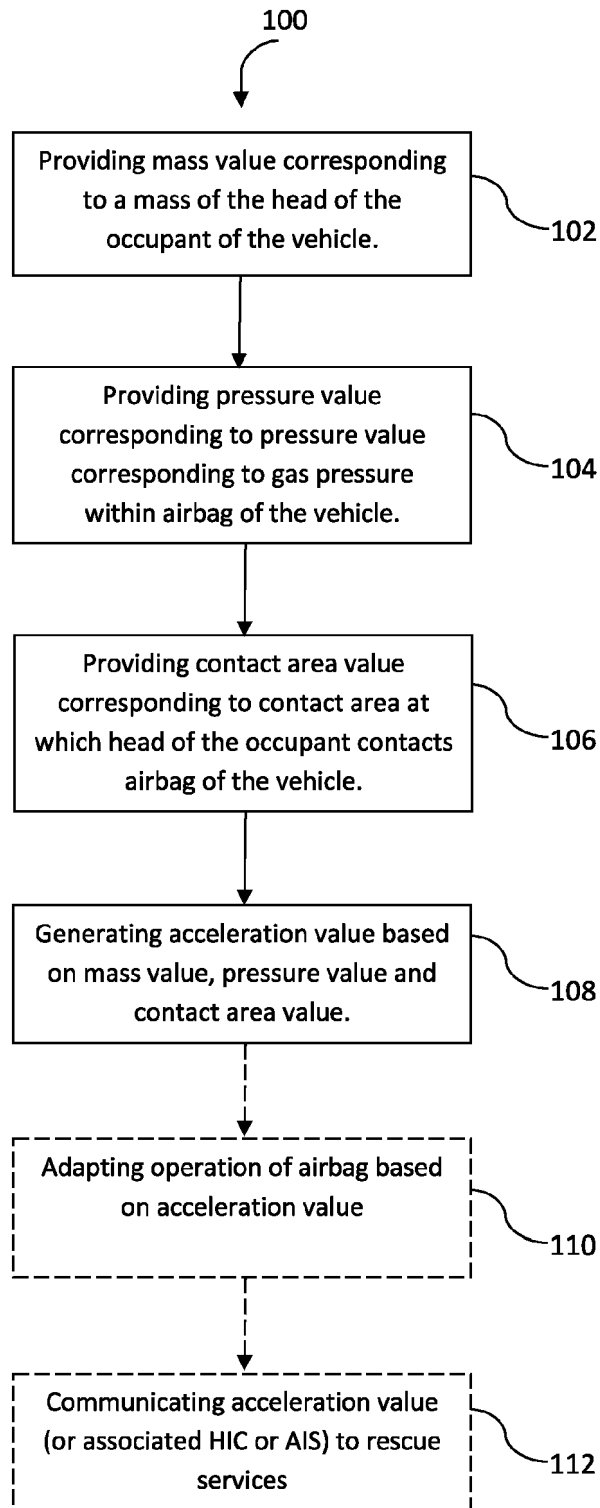 100
Providing mass value corresponding
to a mass of the head of the
occupant of the vehicle.
102
Providing pressure value
corresponding to pressure value
corresponding to gas pressure
within airbag of the vehicle.
104
Providing contact area value
corresponding to contact area at
which head of the occupant contacts
airbag of the vehicle.
106
Generating acceleration value based
on mass value, pressure value and
contact area value.
108
Adapting operation of airbag based
on acceleration value
110
Communicating acceleration value
(or associated HIC or AIS) to rescue
services
112